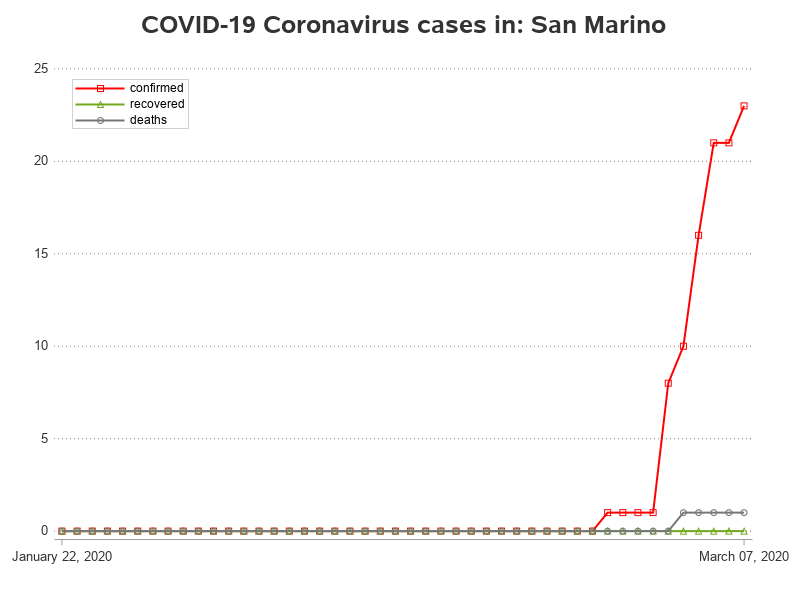 COVID-19 Coronavirus cases in: San Marino
25
confirmed
recovered
deaths
20
15
10
5
0
January 22, 2020
March 07, 2020